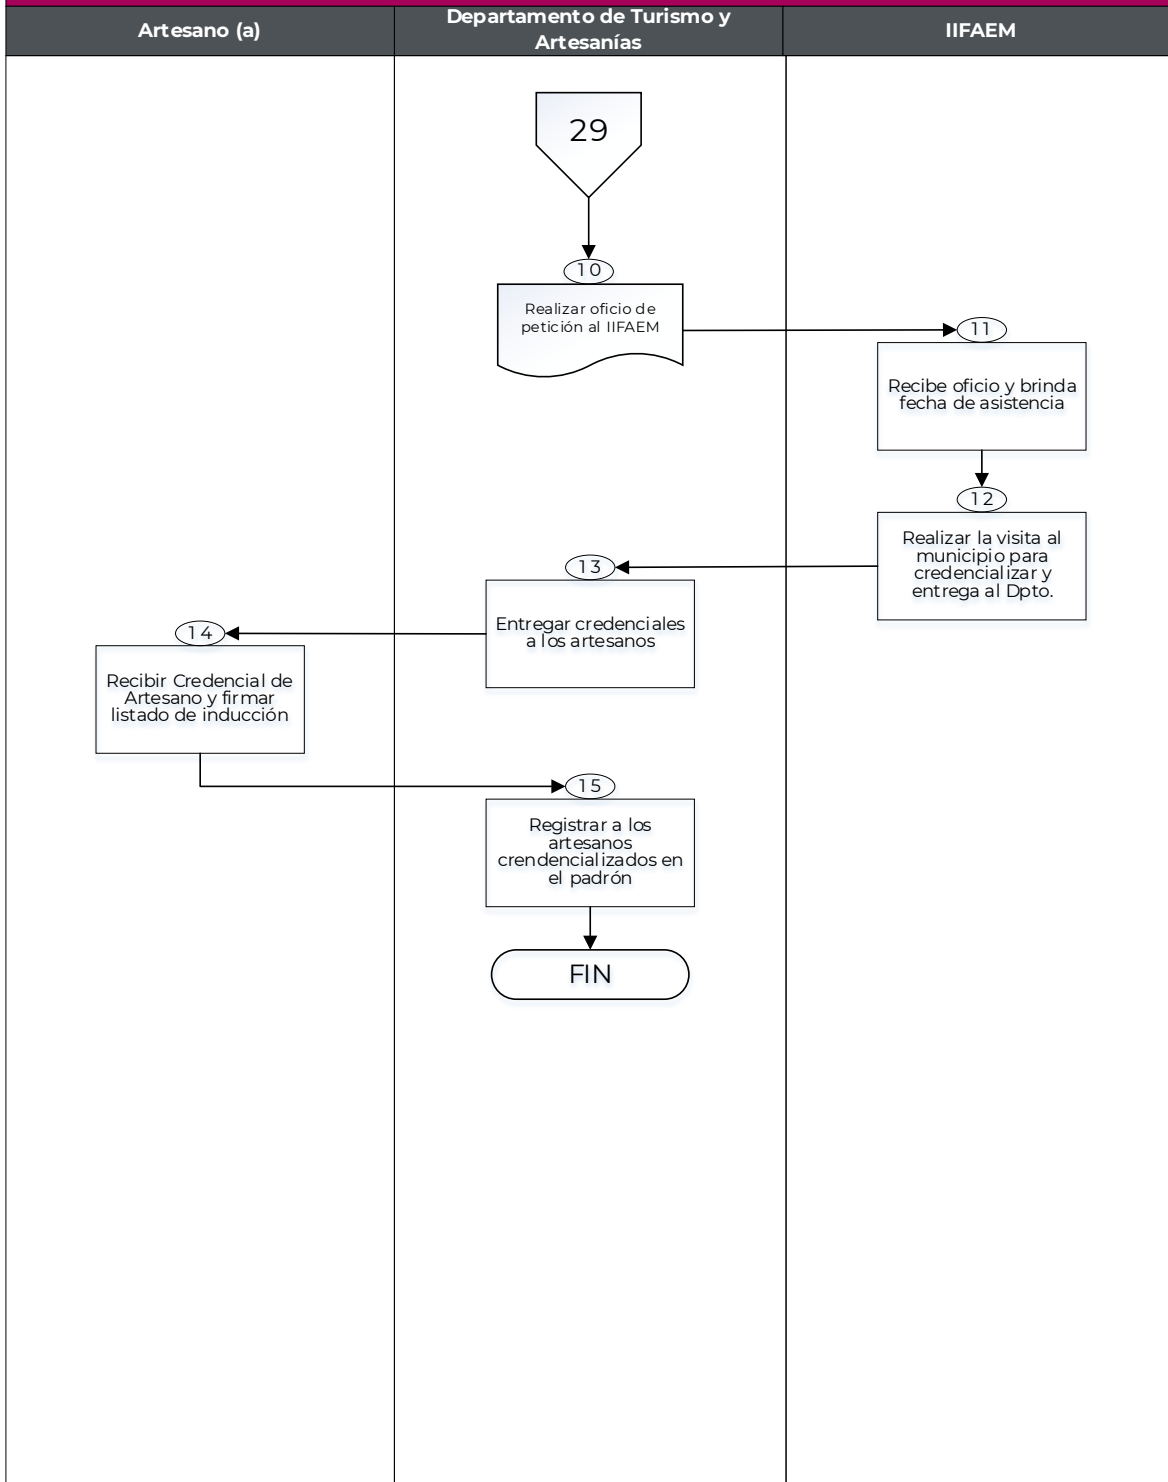 Artesano (a)
Departamento de Turismo y
Artesanías
IIFAEM
29
10
Realizar oficio de
petición al IIFAEM
11
Recibe oficio y brinda
fecha de asistencia
12
Realizar la visita al
municipio para
credencializar y
entrega al Dpto.
13
Entregar credenciales
a los artesanos
14
Recibir Credencial de
Artesano y firmar
listado de inducción
15
Registrar a los
artesanos
crendencializados en
el padrón
FIN